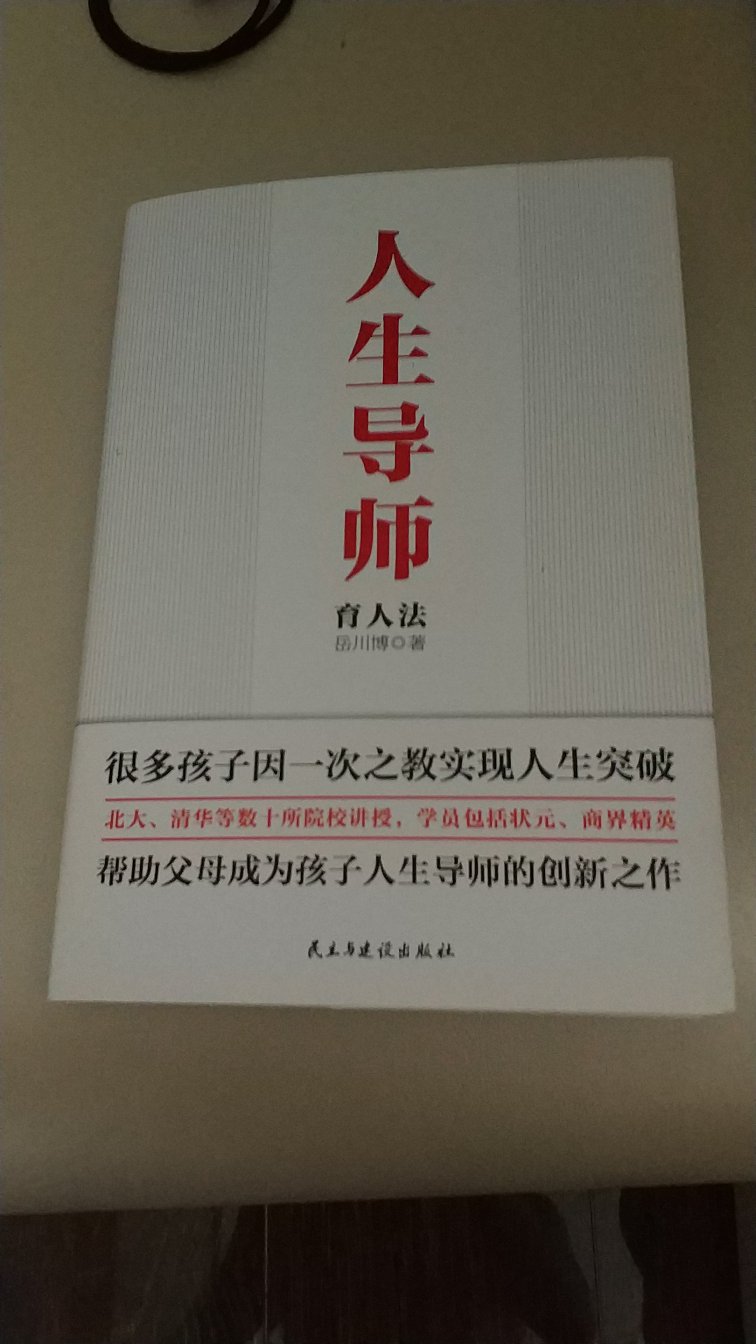 人生导师
育人法
岳川博◎著
很多孩子因一次之教实现人生突破
北大、清华等数十所院校讲授，学员包括状元、商界精英
帮助父母成为孩子人生导师的创新之作
民主与建设出版社